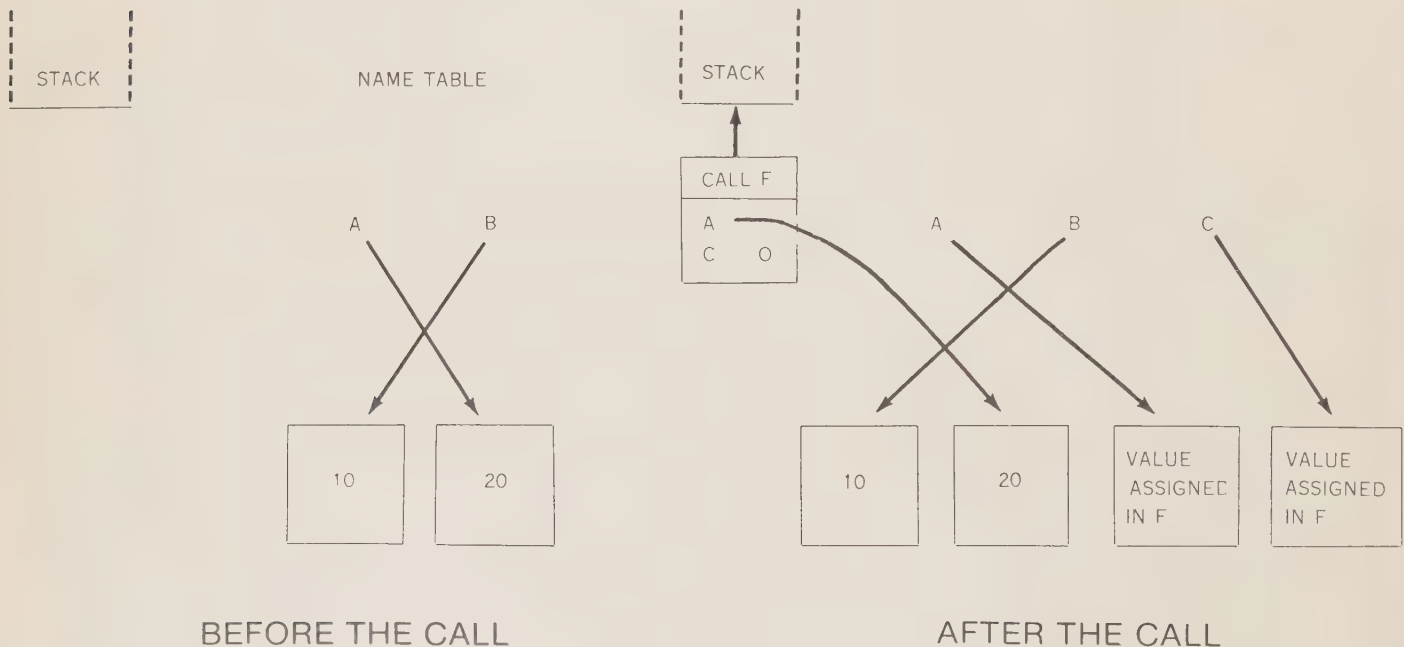 STACK
NAME TABLE
A B
10 20
BEFORE THE CALL
STACK
CALL F
A
C O
A B C
10 20
VALUE
ASSIGNED
IN F
VALUE
ASSIGNED
IN F
AFTER THE CALL